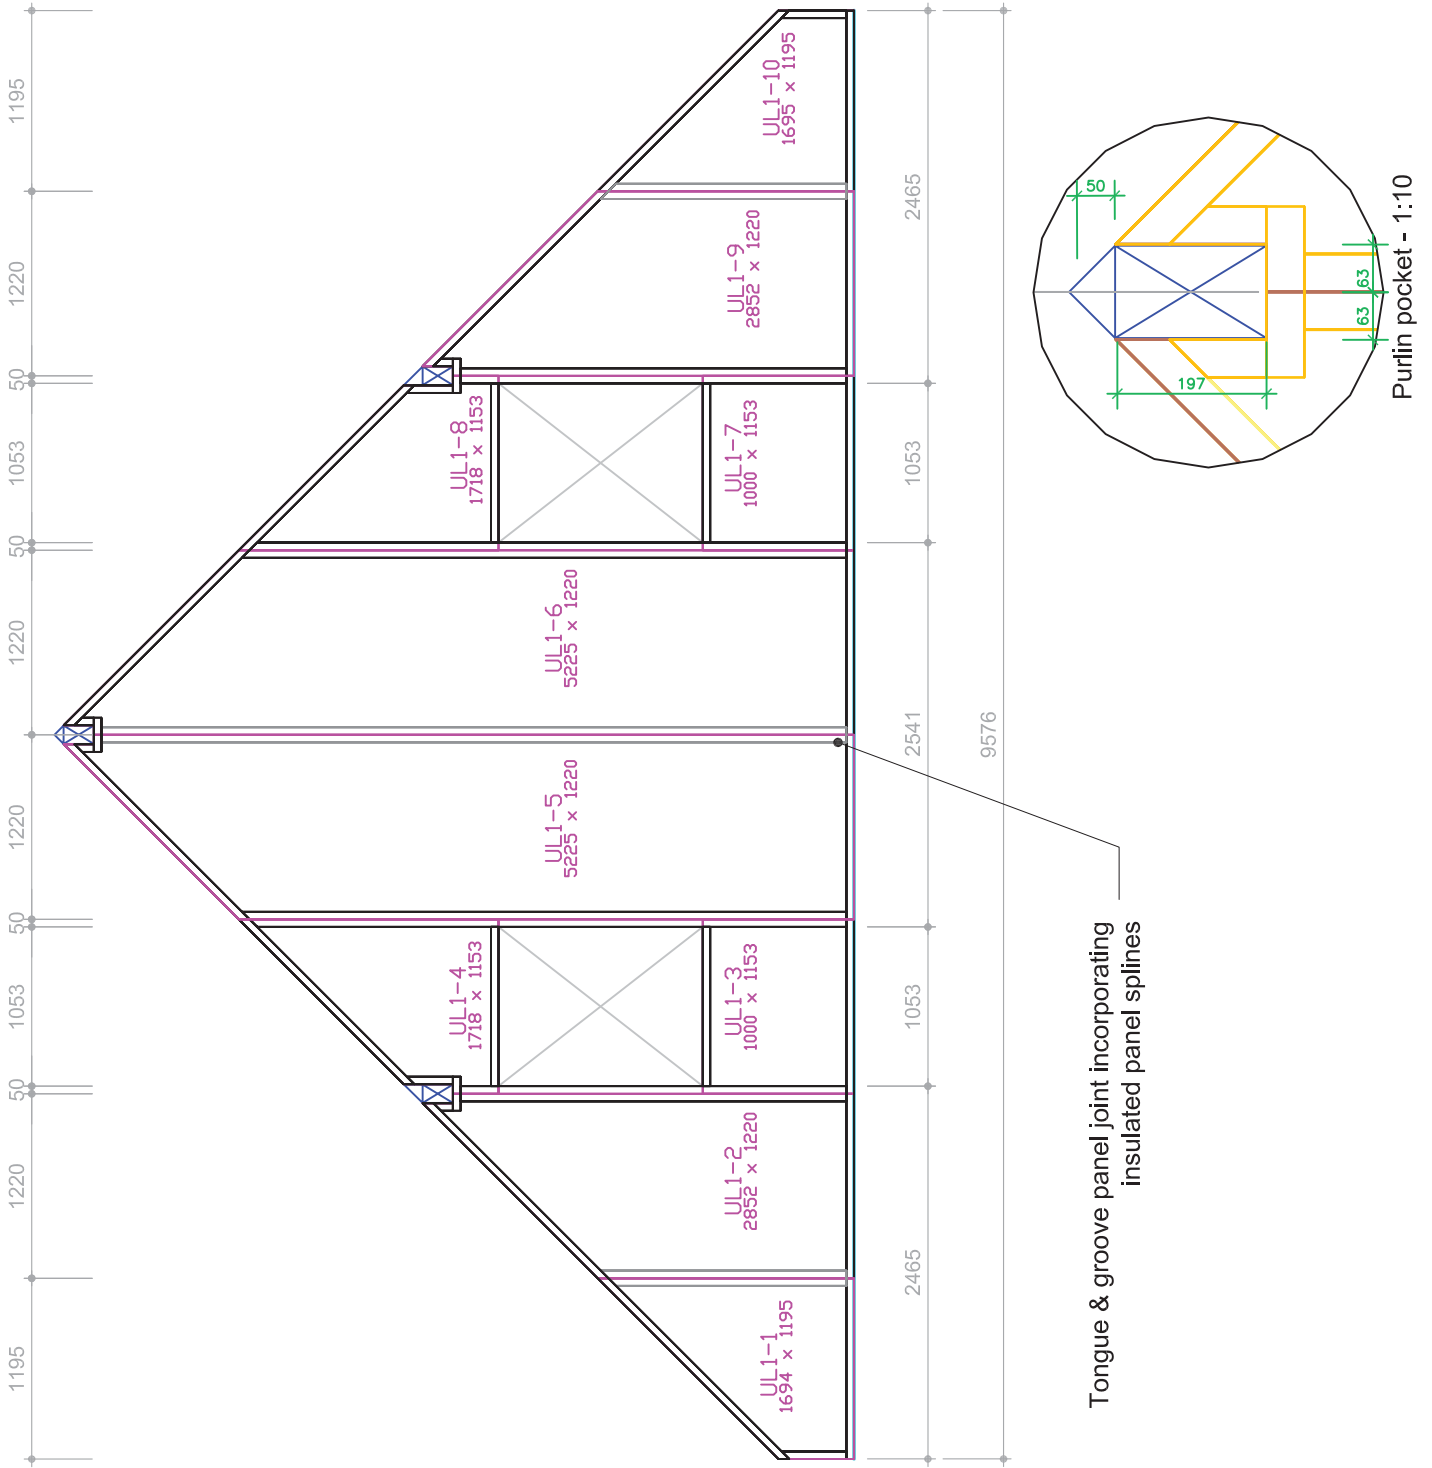 1195
1220
50
1053
50
1220
1220
50
1053
50
1220
1195
UL1-1
1694 x 1195
UL1-2
2852 x 1220
UL1-3
1000 x 1153
UL1-4
1718 x 1153
UL1-5
5225 x 1220
UL1-6
5225 x 1220
UL1-7
1000 x 1153
UL1-8
1718 x 1153
UL1-9
2852 x 1220
UL1-10
1695 x 1195
2465
1053
2541
1053
2465
9576
Tongue & groove panel joint incorporating
insulated panel splines
50
197
63
63
Purlin pocket - 1:10